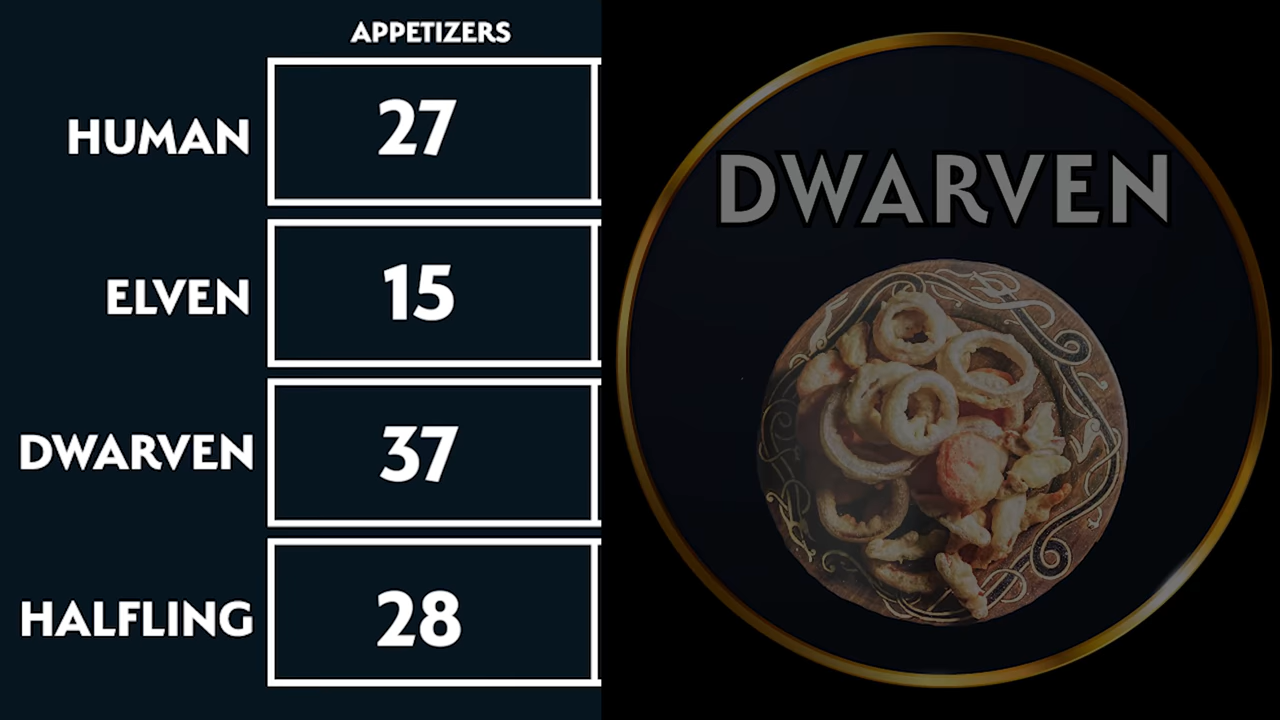 APPETIZERS
HUMAN 27
ELVEN 15
DWARVEN 37
HALFLING 28
DWARVEN